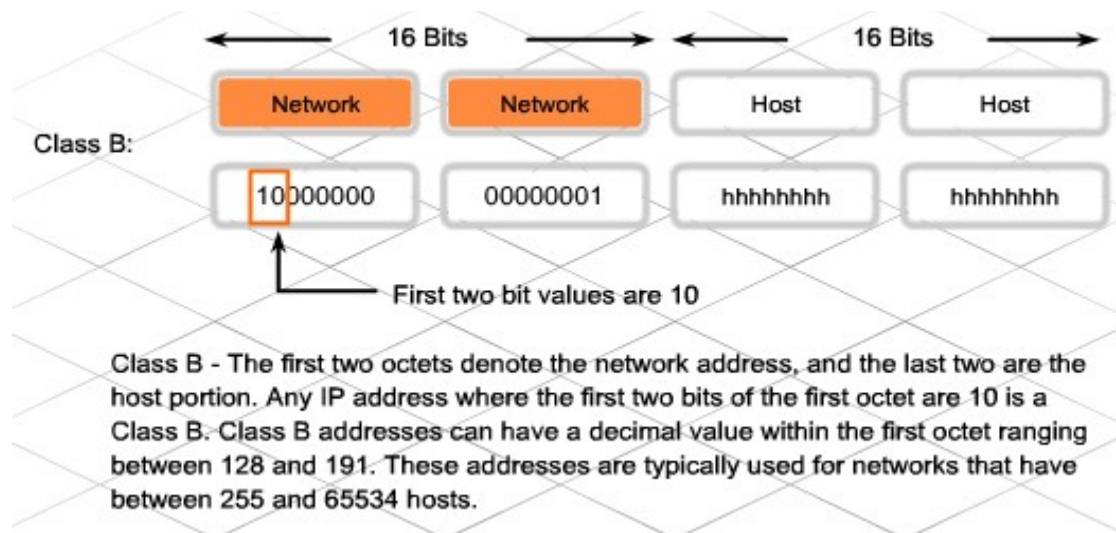 16 Bits 16 Bits
Network Network Host Host
Class B:
10000000 00000001 hhhhhhhh hhhhhhhh
First two bit values are 10
Class B - The first two octets denote the network address, and the last two are the
host portion. Any IP address where the first two bits of the first octet are 10 is a
Class B. Class B addresses can have a decimal value within the first octet ranging
between 128 and 191. These addresses are typically used for networks that have
between 255 and 65534 hosts.